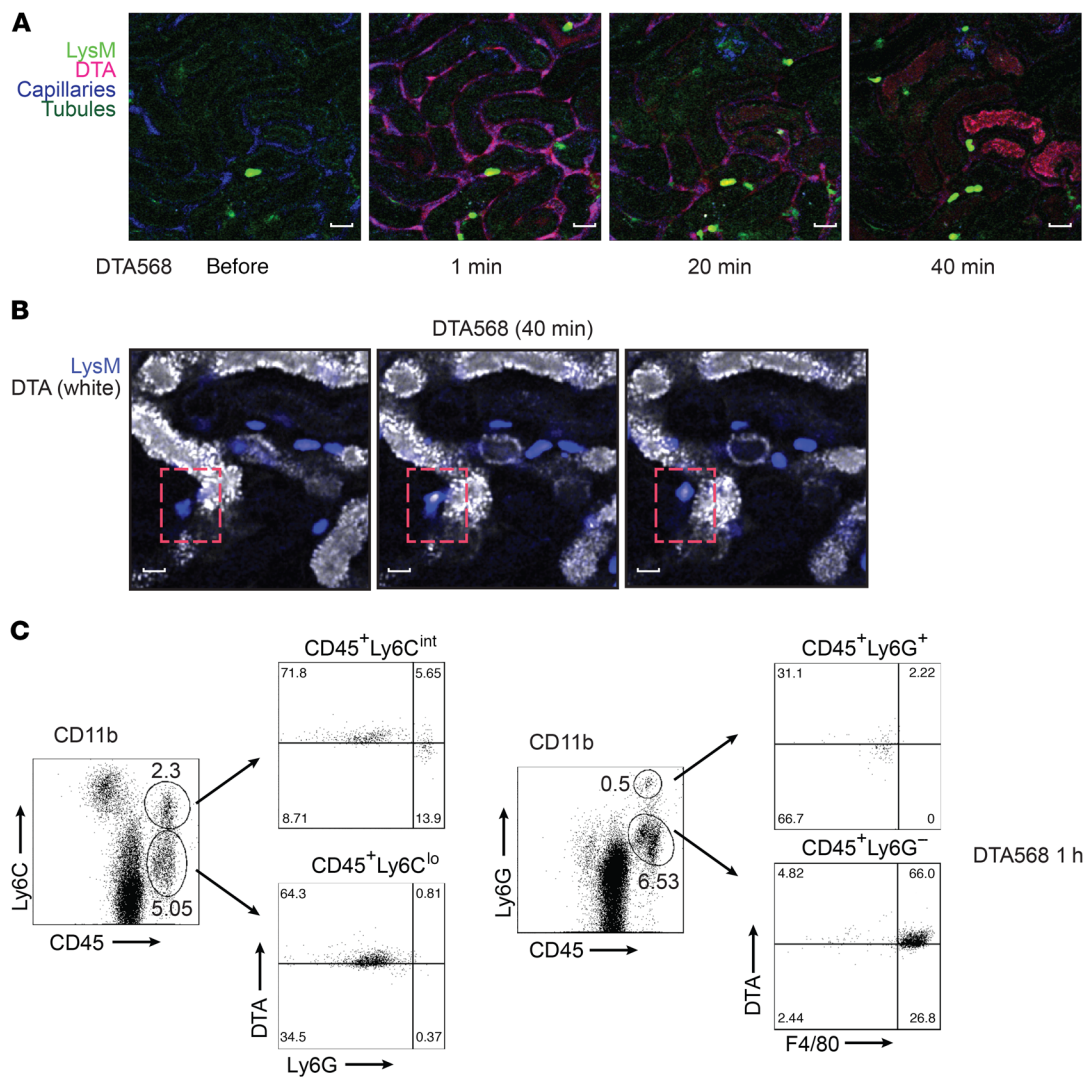 A
LysM
DTA
Capillaries
Tubules
DTA568 Before 1 min 20 min 40 min
B
DTA568 (40 min)
LysM
DTA (white)
C
CD11b
Ly6C
CD45
2.3
5.05
CD45+Ly6Cint
71.8 5.65
8.71 13.9
CD45+Ly6Clo
64.3 0.81
34.5 0.37
DTA
Ly6G
CD11b
Ly6G
CD45
0.5
6.53
CD45+Ly6G+
31.1 2.22
66.7 0
CD45+Ly6G−
4.82 66.0
2.44 26.8
DTA
F4/80
DTA568 1 h